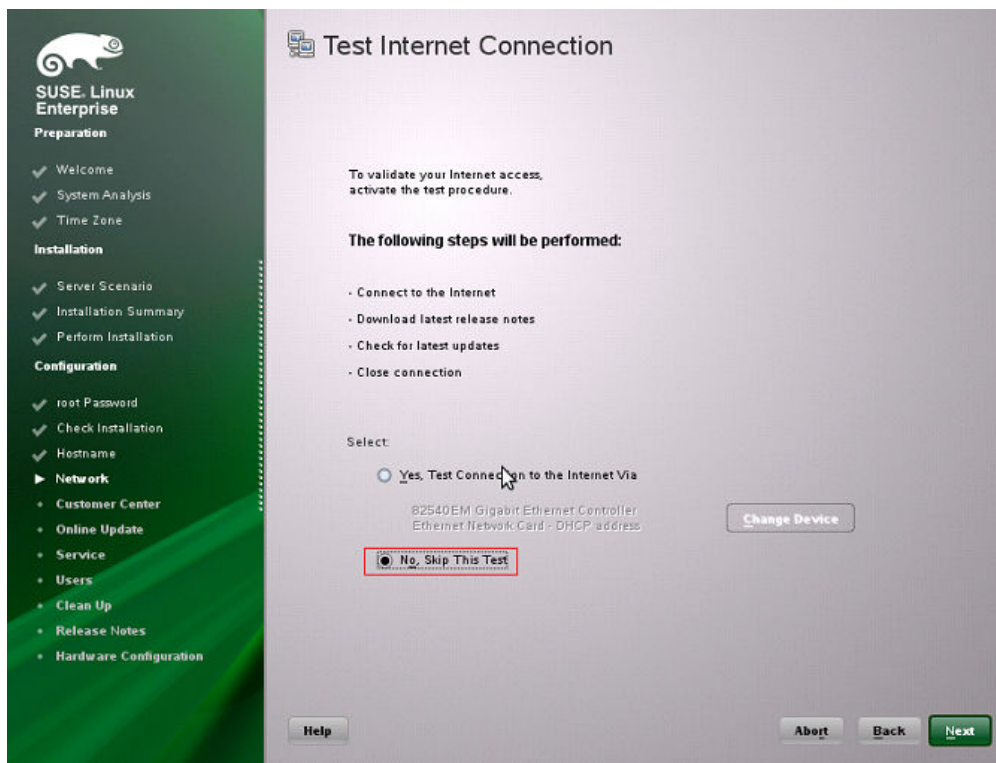 SUSE. Linux
Enterprise
Preparation
Welcome
System Analysis
Time Zone
Installation
Server Scenario
Installation Summary
Perform Installation
Configuration
root Password
Check Installation
Hostname
Network
Customer Center
Online Update
Service
Users
Clean Up
Release Notes
Hardware Configuration
Test Internet Connection
To validate your Internet access,
activate the test procedure.
The following steps will be performed:
- Connect to the Internet
- Download latest release notes
- Check for latest updates
- Close connection
Select:
Yes, Test Connection to the Internet Via
82540EM Gigabit Ethernet Controller
Ethernet Network Card - DHCP address
Change Device
No, Skip This Test
Help
Abort
Back
Next